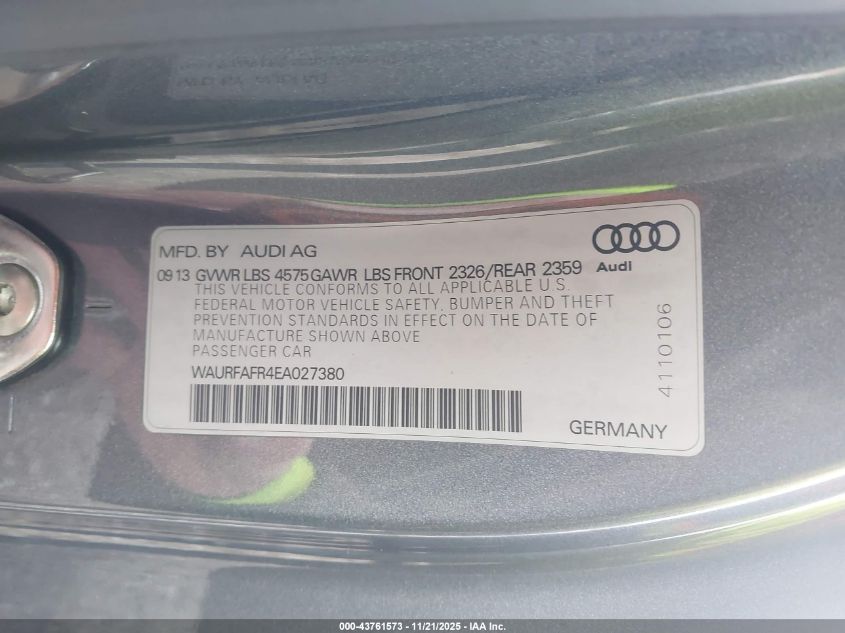 MFD. BY AUDI AG
0913 GVWR LBS 4575 GAWR LBS FRONT 2326/REAR 2359
Audi
THIS VEHICLE CONFORMS TO ALL APPLICABLE U.S.
FEDERAL MOTOR VEHICLE SAFETY, BUMPER AND THEFT
PREVENTION STANDARDS IN EFFECT ON THE DATE OF
MANUFACTURE SHOWN ABOVE
PASSENGER CAR
WAURFAFR4EA027380
4110106
GERMANY
000-43761573 - 11/21/2025 - IAA Inc.